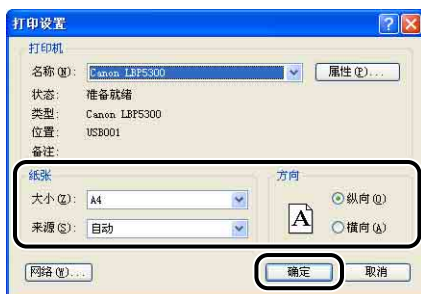 打印设置
打印机
名称(N): Canon LBP5300 属性(P)...
状态: 准备就绪
类型: Canon LBP5300
位置: USB001
备注:
纸张
大小(Z): A4
来源(S): 自动
方向
A
纵向(O)
横向(A)
网络(W)... 确定 取消